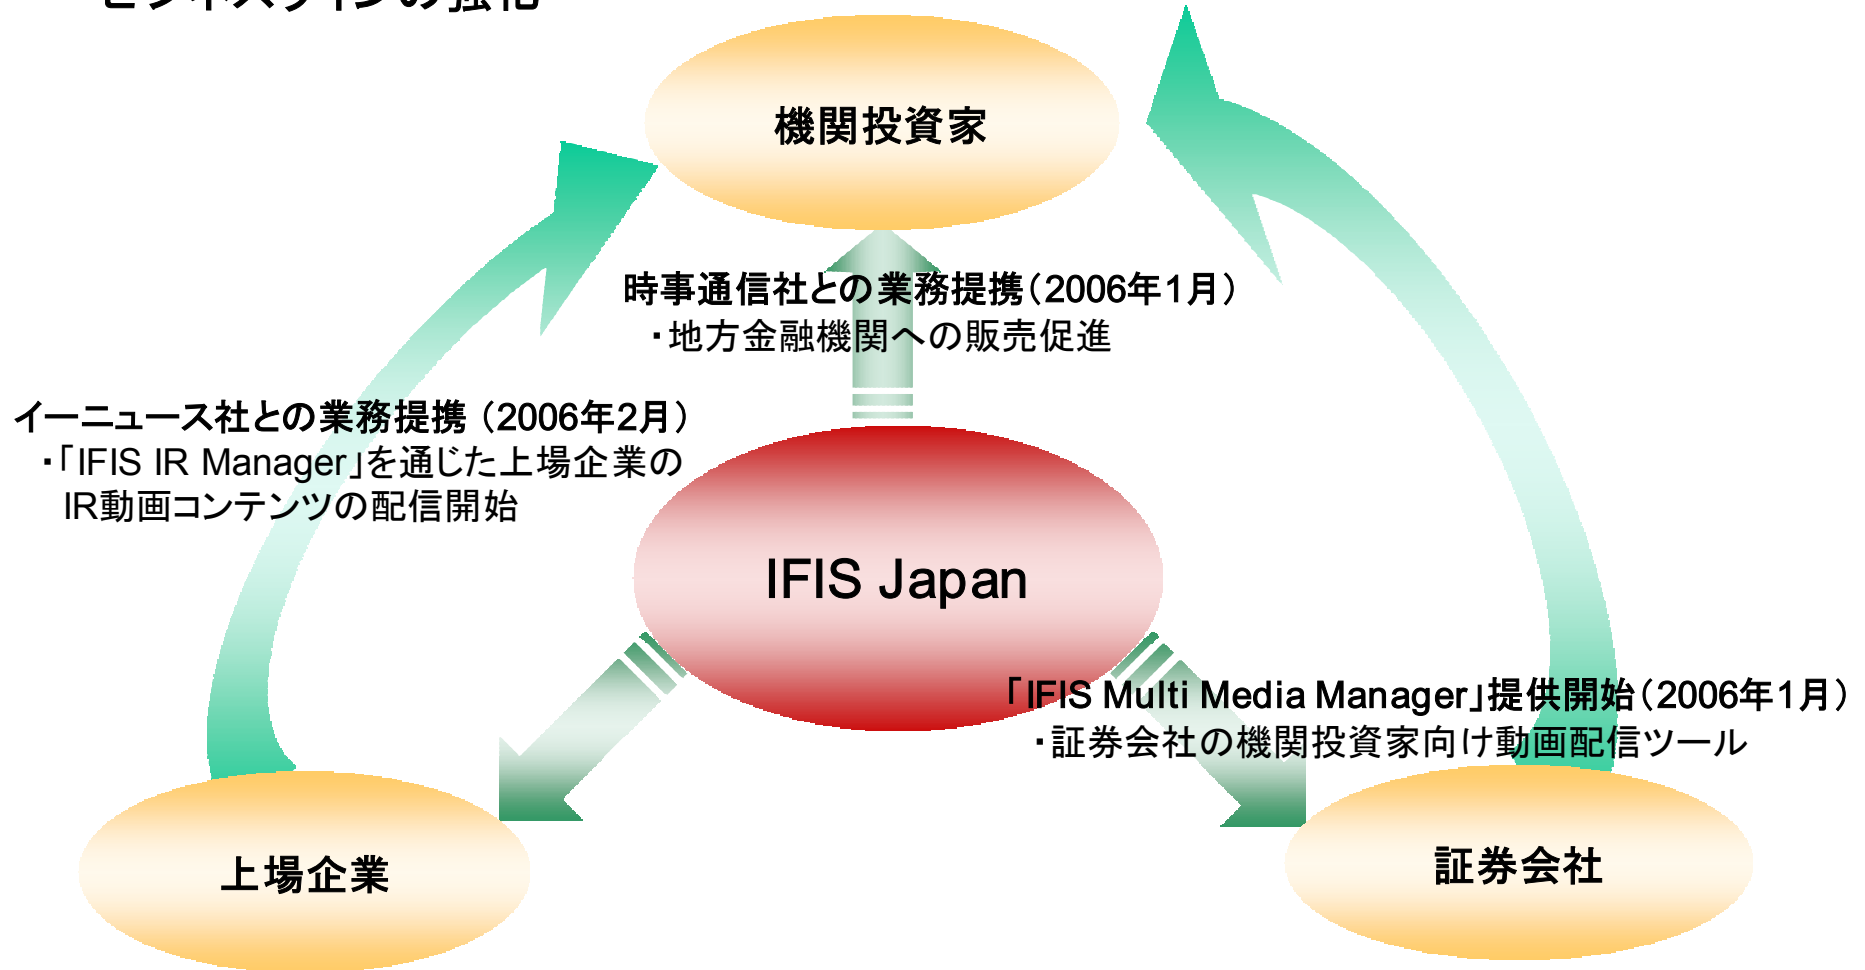 機関投資家
時事通信社との業務提携(2006年1月)
・地方金融機関への販売促進
イーニュース社との業務提携 (2006年2月)
・「IFIS IR Manager」を通じた上場企業の
IR動画コンテンツの配信開始
IFIS Japan
「IFIS Multi Media Manager」提供開始(2006年1月)
・証券会社の機関投資家向け動画配信ツール
上場企業
証券会社